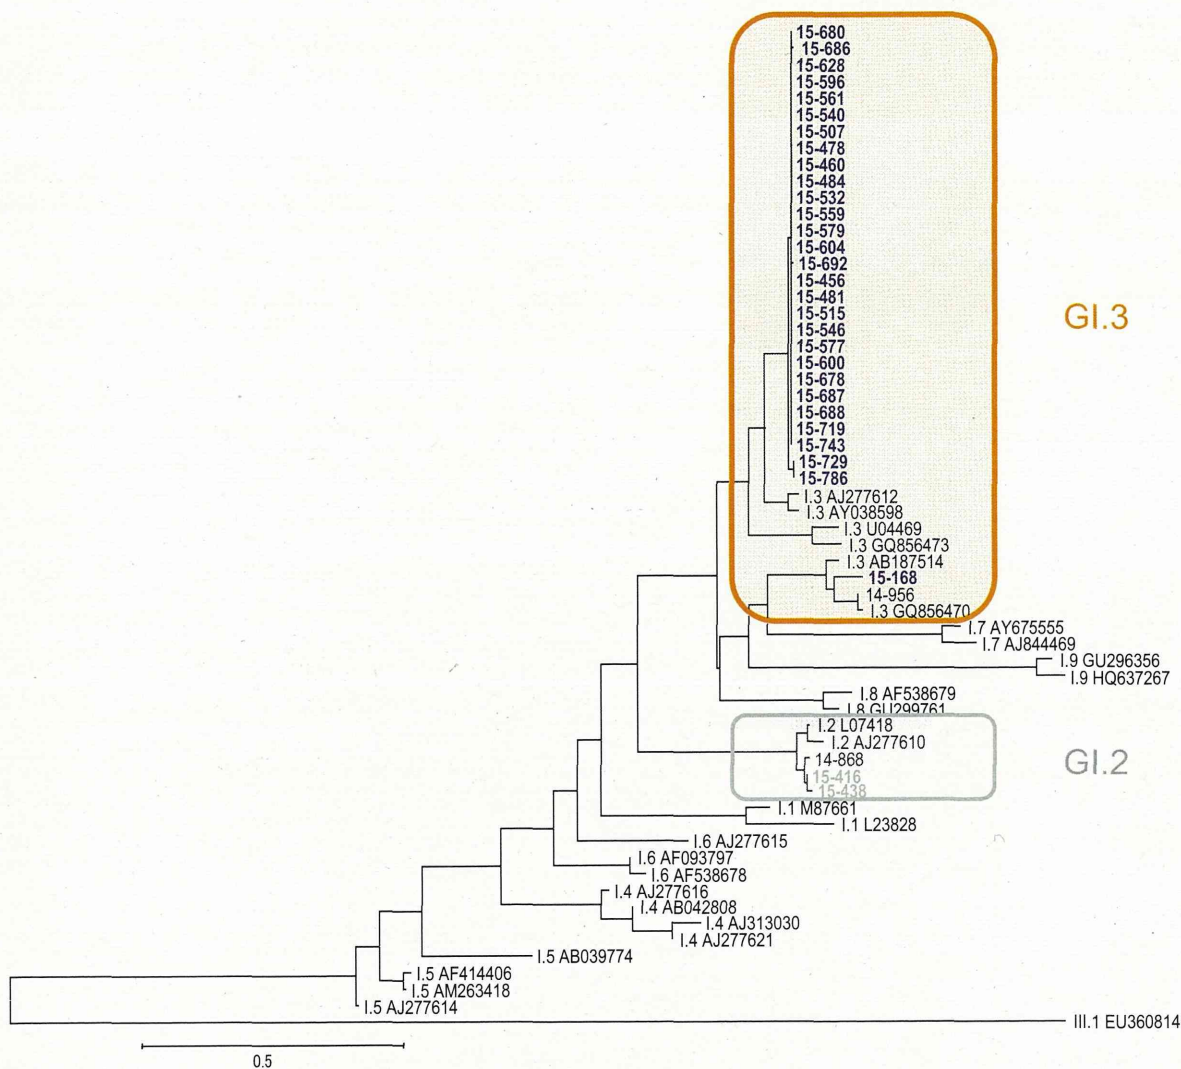 15-680
15-686
15-628
15-596
15-561
15-540
15-507
15-478
15-460
15-484
15-532
15-559
15-579
15-604
15-692
15-456
15-481
15-515
15-546
15-577
15-600
15-678
15-687
15-688
15-719
15-743
15-729
15-786
I.3 AJ277612
I.3 AY038598
I.3 U04469
I.3 GQ856473
I.3 AB187514
15-168
14-956
I.3 GQ856470
GI.3
I.7 AY675555
I.7 AJ844469
I.9 GU296356
I.9 HQ637267
I.8 AF538679
I.8 GU299761
I.2 L07418
I.2 AJ277610
14-868
15-416
15-438
GI.2
I.1 M87661
I.1 L23828
I.6 AJ277615
I.6 AF093797
I.6 AF538678
I.4 AJ277616
I.4 AB042808
I.4 AJ313030
I.4 AJ277621
I.5 AB039774
I.5 AF414406
I.5 AM263418
I.5 AJ277614
III.1 EU360814
0.5